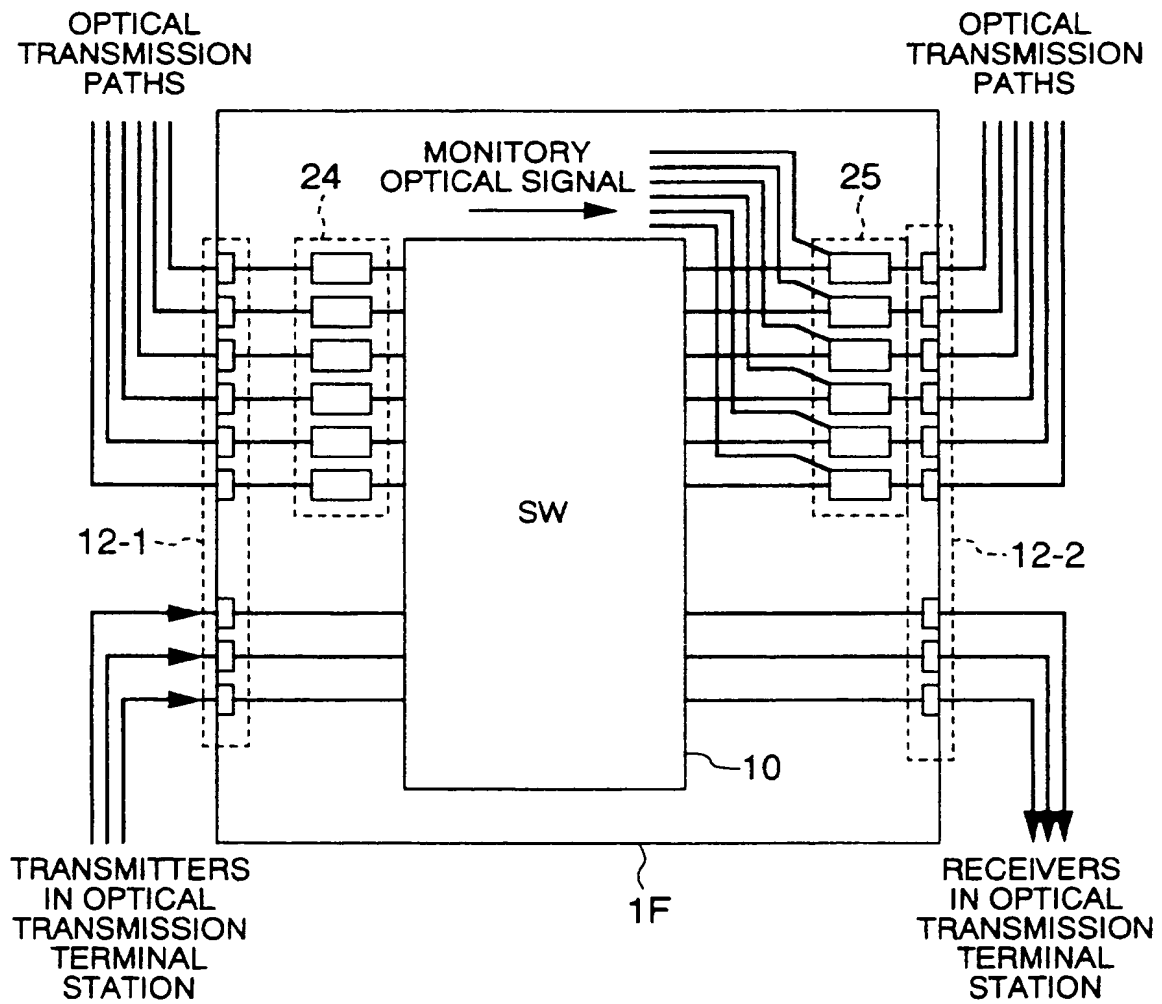 OPTICAL
TRANSMISSION
PATHS
OPTICAL
TRANSMISSION
PATHS
MONITORY
OPTICAL SIGNAL
24
25
SW
12-1
12-2
10
1F
TRANSMITTERS
IN OPTICAL
TRANSMISSION
TERMINAL
STATION
RECEIVERS
IN OPTICAL
TRANSMISSION
TERMINAL
STATION